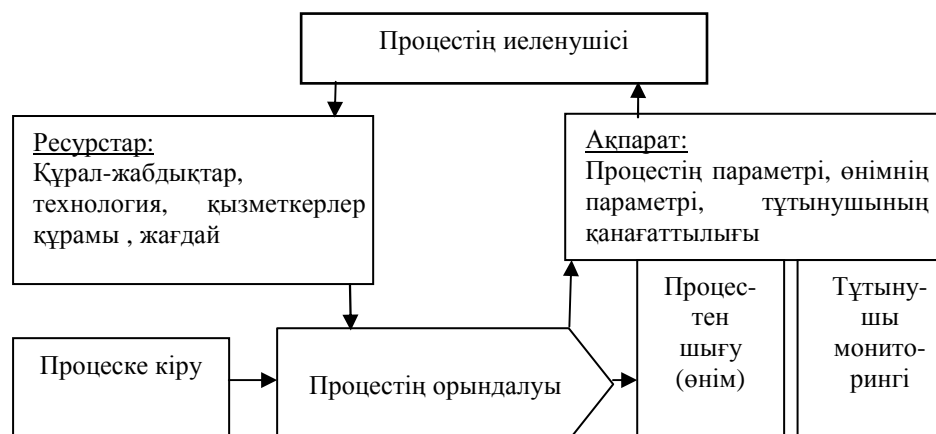 Процестің иеленушісі
Ресурстар:
Құрал-жабдықтар,
технология, қызметкерлер
құрамы , жағдай
Ақпарат:
Процестің параметрі, өнімнің
параметрі, тұтынушының
қанағаттылығы
Процеске кіру
Процестің орындалуы
Процес-
тен
шығу
(өнім)
Тұтыну-
шы
монито-
рингі